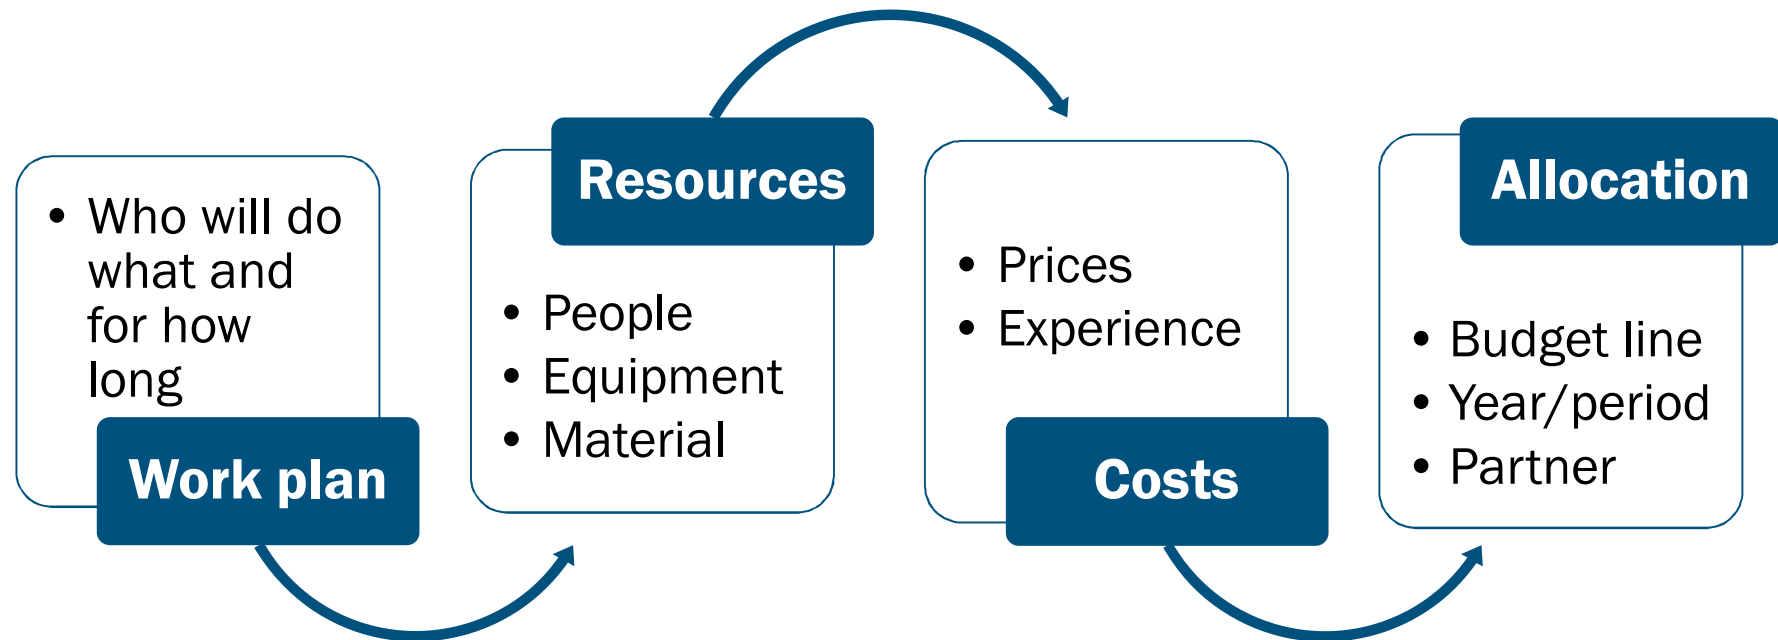 • Who will do
what and
for how
long
Work plan
Resources
• People
• Equipment
• Material
• Prices
• Experience
Costs
Allocation
• Budget line
• Year/period
• Partner